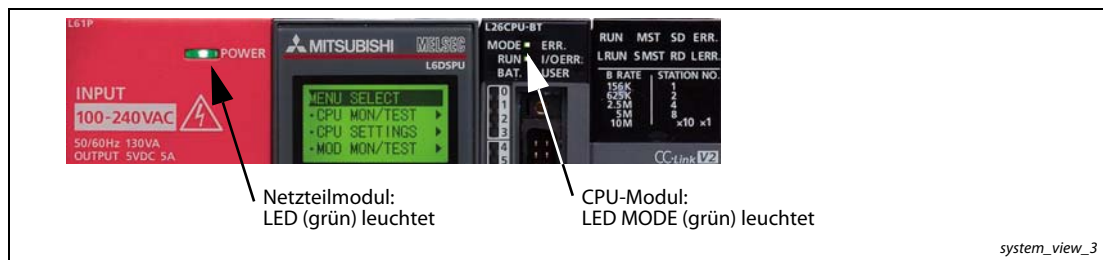 L61P
POWER
INPUT
100-240VAC
50/60Hz 130VA
OUTPUT 5VDC 5A
MITSUBISHI MELSEC
L6DSPU
MENU SELECT
·CPU MON/TEST
·CPU SETTINGS
·MOD MON/TEST
L26CPU-BT
MODE ERR.
RUN I/OERR.
BAT. USER
0
1
2
3
4
5
RUN MST SD ERR.
LRUN SMST RD LERR.
B RATE STATION NO.
156K 1
625K 2
2.5M 4
5M 8
10M ×10 ×1
CC-Link V2
Netzteilmodul:
LED (grün) leuchtet
CPU-Modul:
LED MODE (grün) leuchtet
system_view_3